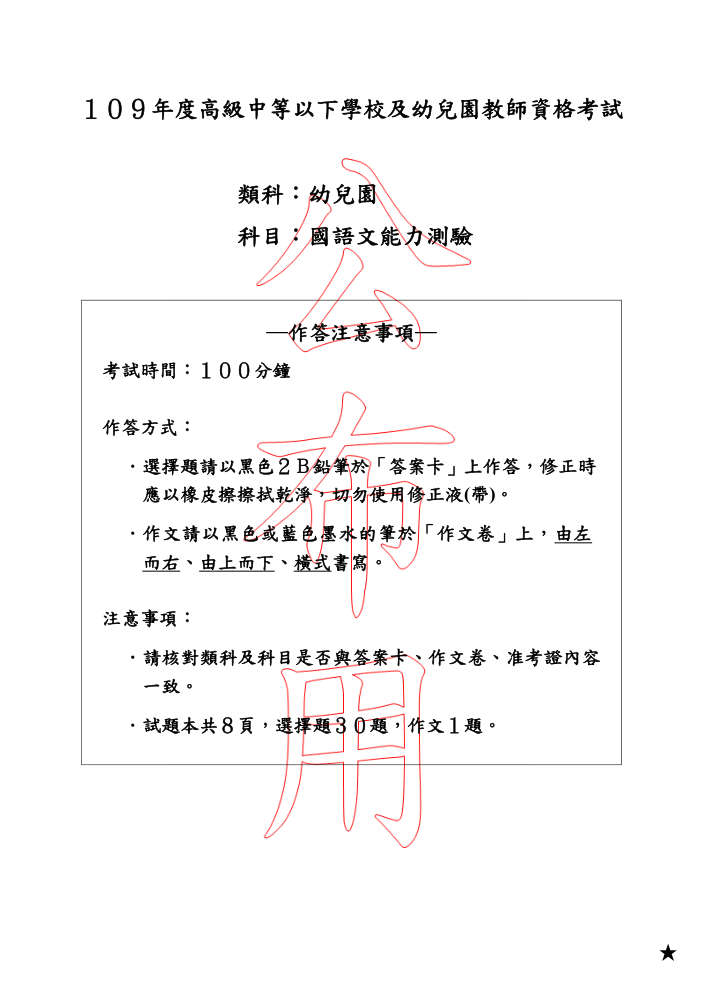 109年度高級中等以下學校及幼兒園教師資格考試
類科：幼兒園
科目：國語文能力測驗
—作答注意事項—
考試時間：100分鐘
作答方式：
．選擇題請以黑色2B鉛筆於「答案卡」上作答，修正時
應以橡皮擦擦拭乾淨，切勿使用修正液(帶)。
．作文請以黑色或藍色墨水的筆於「作文卷」上，由左
而右、由上而下、橫式書寫。
注意事項：
．請核對類科及科目是否與答案卡、作文卷、准考證內容
一致。
．試題本共8頁，選擇題30題，作文1題。
公布用
★